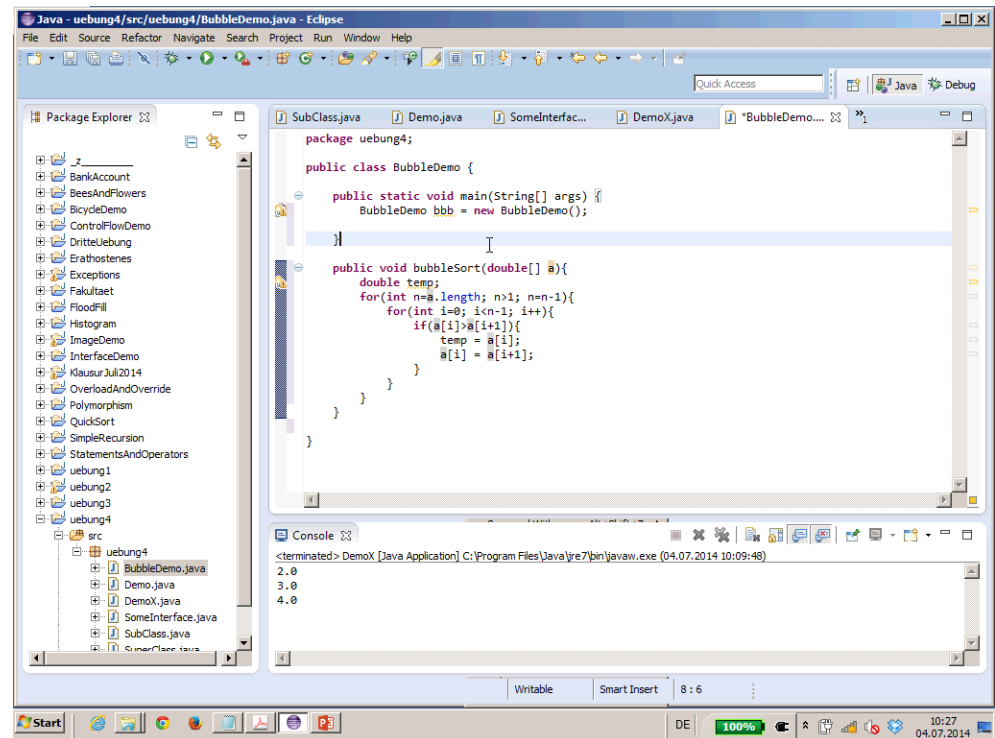 Java - uebung4/src/uebung4/BubbleDemo.java - Eclipse
File Edit Source Refactor Navigate Search Project Run Window Help
Quick Access
Java
Debug
Package Explorer
_z_________
BankAccount
BeesAndFlowers
BicycleDemo
ControlFlowDemo
DritteUebung
Erathostenes
Exceptions
Fakultaet
FloodFill
Histogram
ImageDemo
InterfaceDemo
KlausurJuli2014
OverloadAndOverride
Polymorphism
QuickSort
SimpleRecursion
StatementsAndOperators
uebung1
uebung2
uebung3
uebung4
src
uebung4
BubbleDemo.java
Demo.java
DemoX.java
SomeInterface.java
SubClass.java
SuperClass.java
SubClass.java Demo.java SomeInterfac... DemoX.java *BubbleDemo.... »1
package uebung4;
public class BubbleDemo {
public static void main(String[] args) {
BubbleDemo bbb = new BubbleDemo();
}
public void bubbleSort(double[] a){
double temp;
for(int n=a.length; n>1; n=n-1){
for(int i=0; i<n-1; i++){
if(a[i]>a[i+1]){
temp = a[i];
a[i] = a[i+1];
}
}
}
}
}
Console
<terminated> DemoX [Java Application] C:\Program Files\Java\jre7\bin\javaw.exe (04.07.2014 10:09:48)
2.0
3.0
4.0
Writable Smart Insert 8 : 6
Start
DE 100% 10:27
04.07.2014